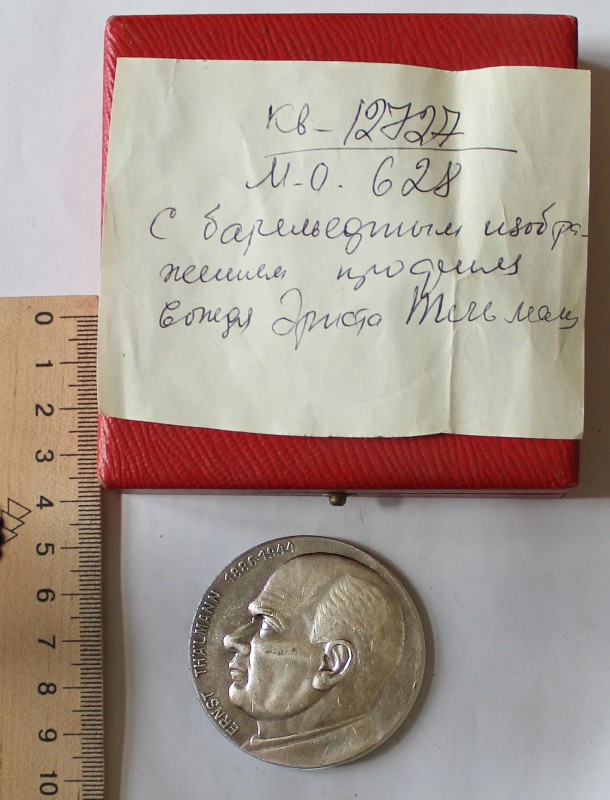 КВ-12727
М-О. 628
С барельефным изобра-
жением профиля
вождя Эрнста Тельмана
0
1
2
3
4
5
6
7
8
9
10
ERNST THÄLMANN 1886-1944